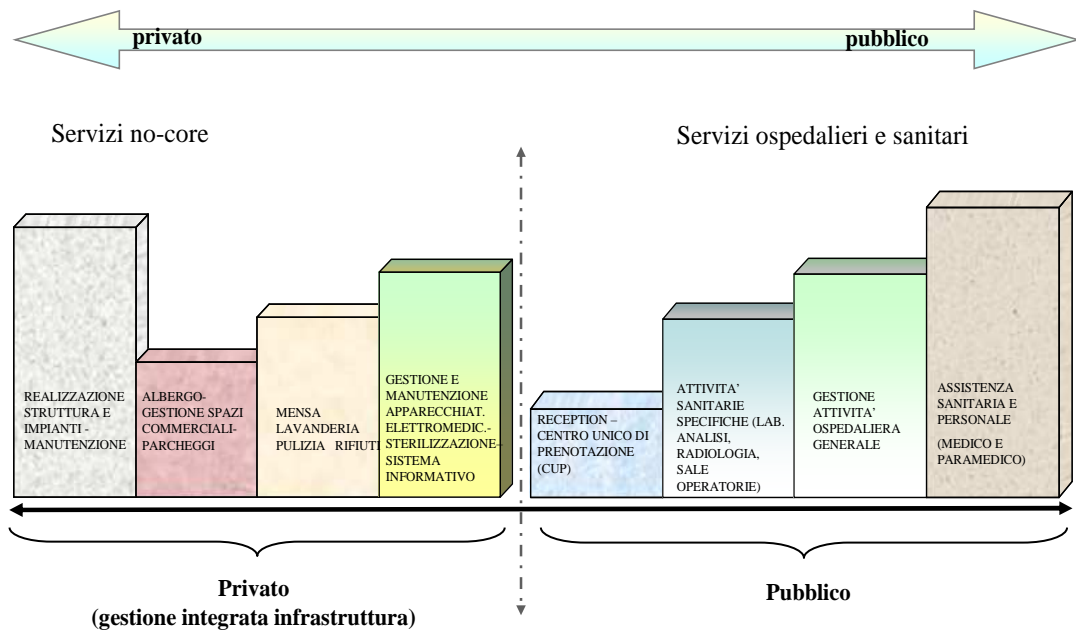 privato
pubblico
Servizi no-core
Servizi ospedalieri e sanitari
REALIZZAZIONE
STRUTTURA E
IMPIANTI -
MANUTENZIONE
ALBERGO-
GESTIONE SPAZI
COMMERCIALI-
PARCHEGGI
MENSA
LAVANDERIA
PULIZIA RIFIUTI
GESTIONE E
MANUTENZIONE
APPARECCHIAT.
ELETTROMEDIC.-
STERILIZZAZIONE–
SISTEMA
INFORMATIVO
RECEPTION –
CENTRO UNICO DI
PRENOTAZIONE
(CUP)
ATTIVITA’
SANITARIE
SPECIFICHE (LAB.
ANALISI,
RADIOLOGIA,
SALE
OPERATORIE)
GESTIONE
ATTIVITA’
OSPEDALIERA
GENERALE
ASSISTENZA
SANITARIA E
PERSONALE
(MEDICO E
PARAMEDICO)
Privato
(gestione integrata infrastruttura)
Pubblico